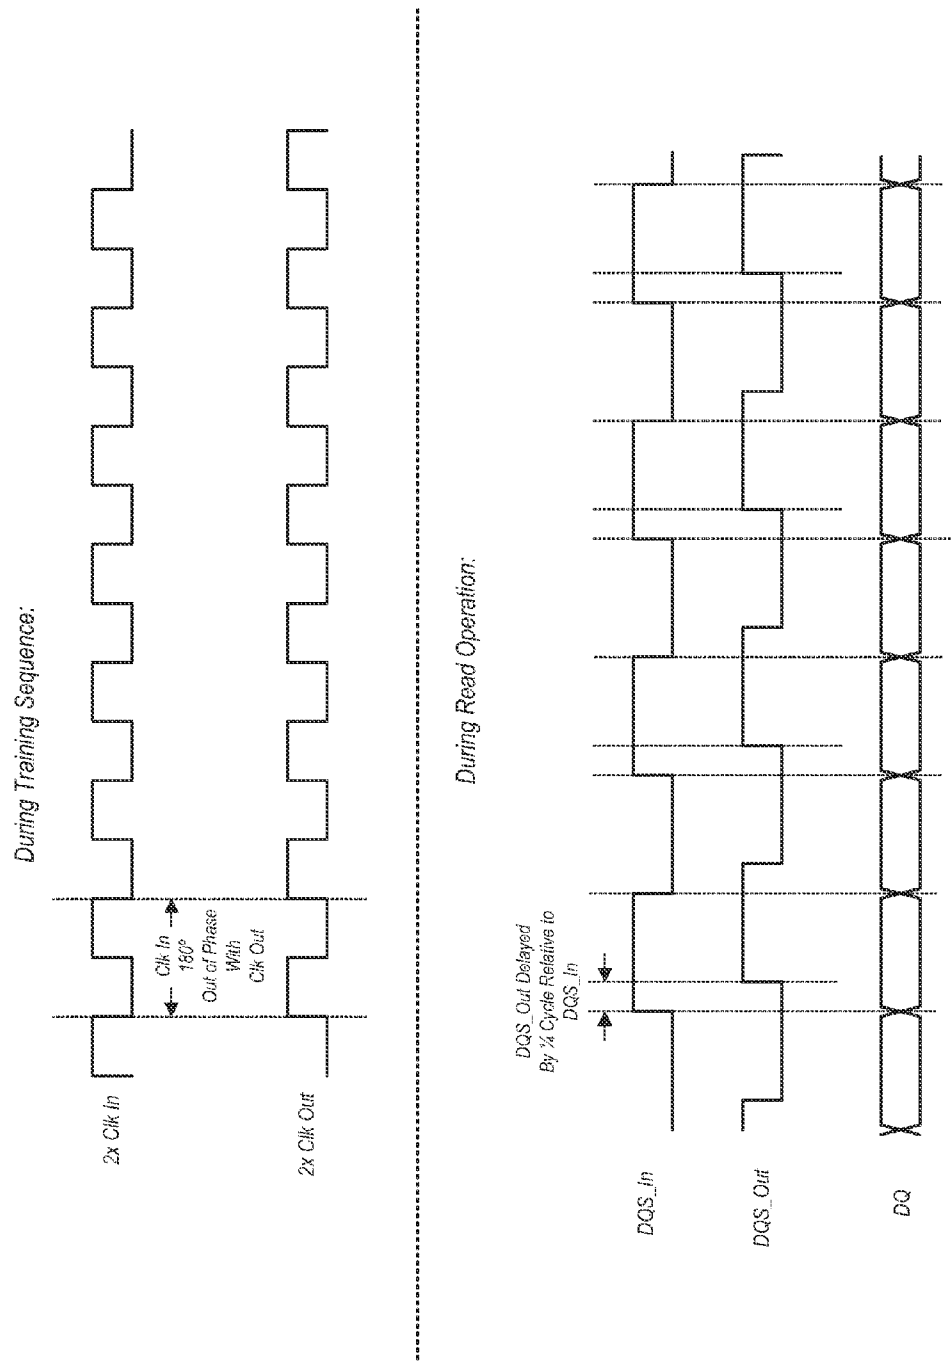 During Training Sequence:
2x Clk In
Clk In
180º
Out of Phase
With
Clk Out
2x Clk Out
During Read Operation:
DQS_Out Delayed
By ¼ Cycle Relative to
DQS_In
DQS_In
DQS_Out
DQ